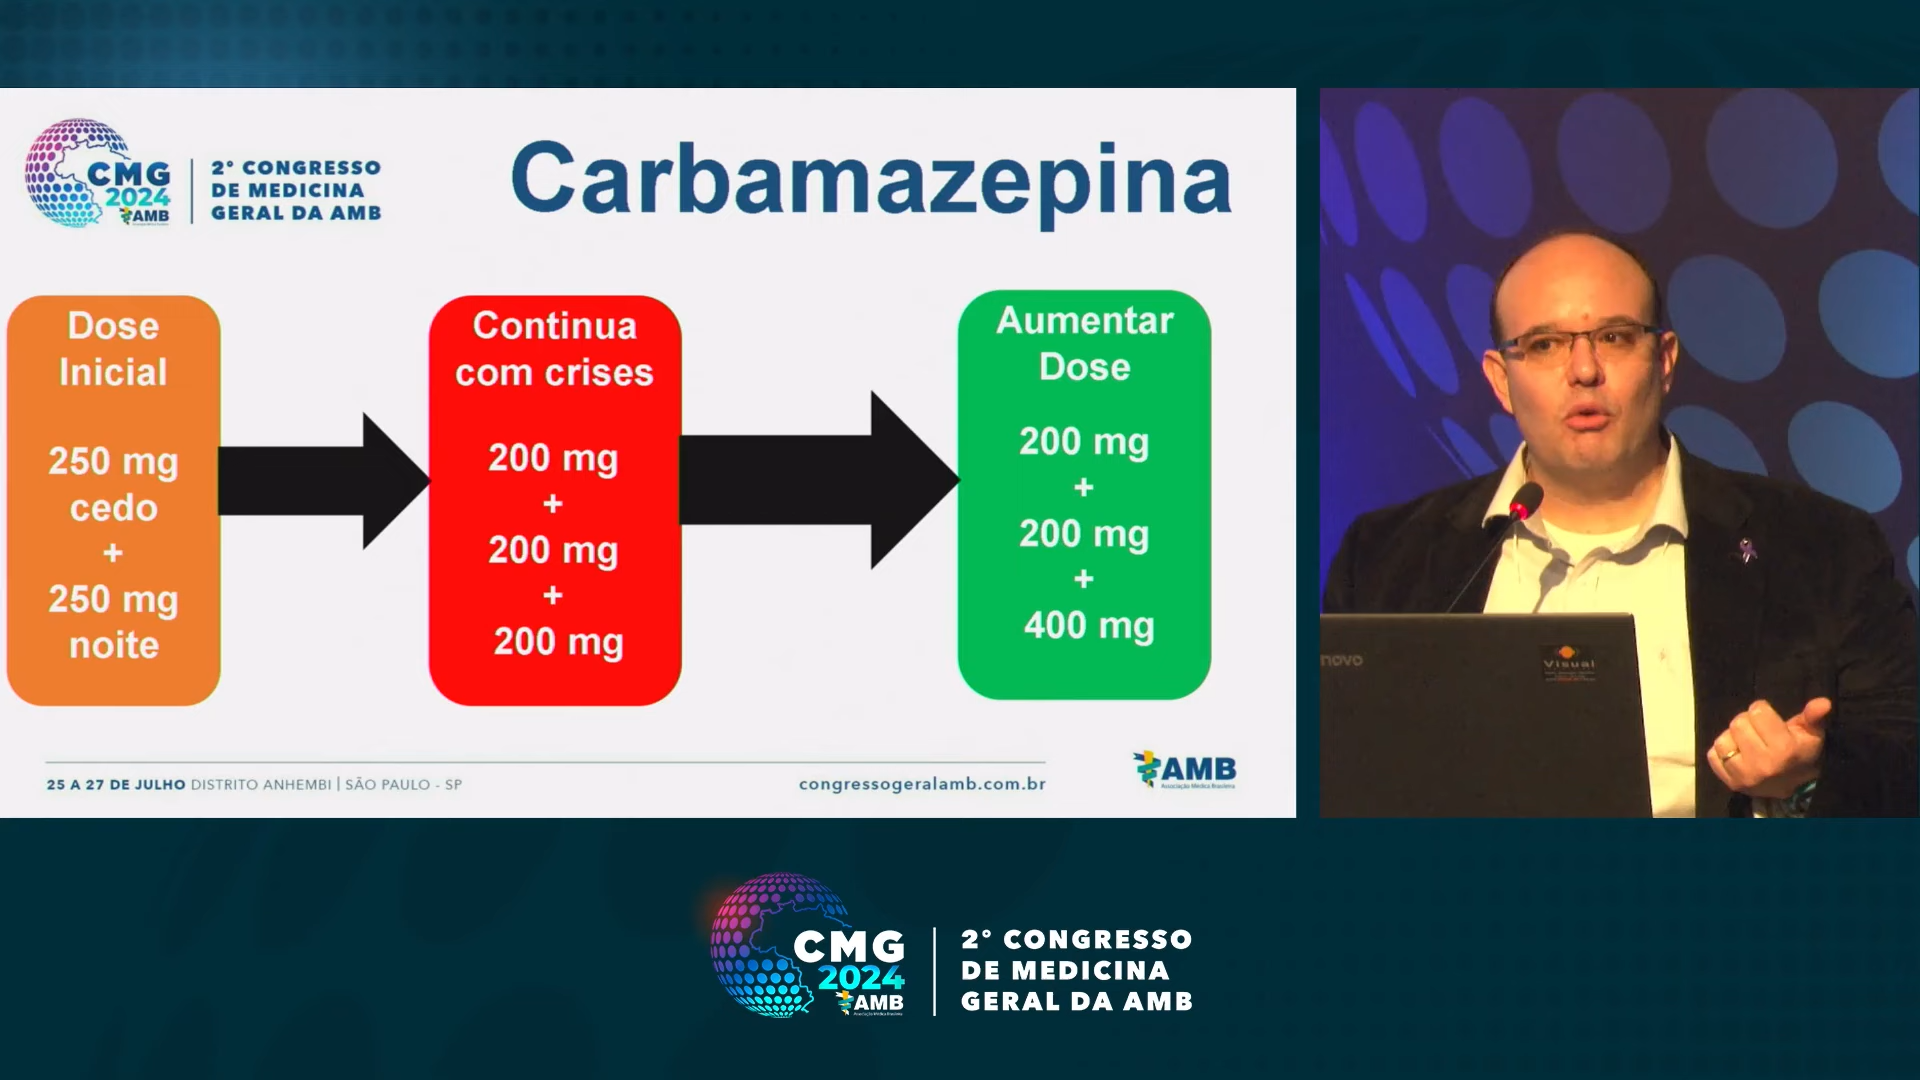 CMG
2024
AMB
2° CONGRESSO
DE MEDICINA
GERAL DA AMB
Carbamazepina
Dose
Inicial
250 mg
cedo
+
250 mg
noite
Continua
com crises
200 mg
+
200 mg
+
200 mg
Aumentar
Dose
200 mg
+
200 mg
+
400 mg
25 A 27 DE JULHO DISTRITO ANHEMBI | SÃO PAULO - SP
congressogeralamb.com.br
AMB
Associação Médica Brasileira
novo
Visual
CMG
2024
AMB
2° CONGRESSO
DE MEDICINA
GERAL DA AMB